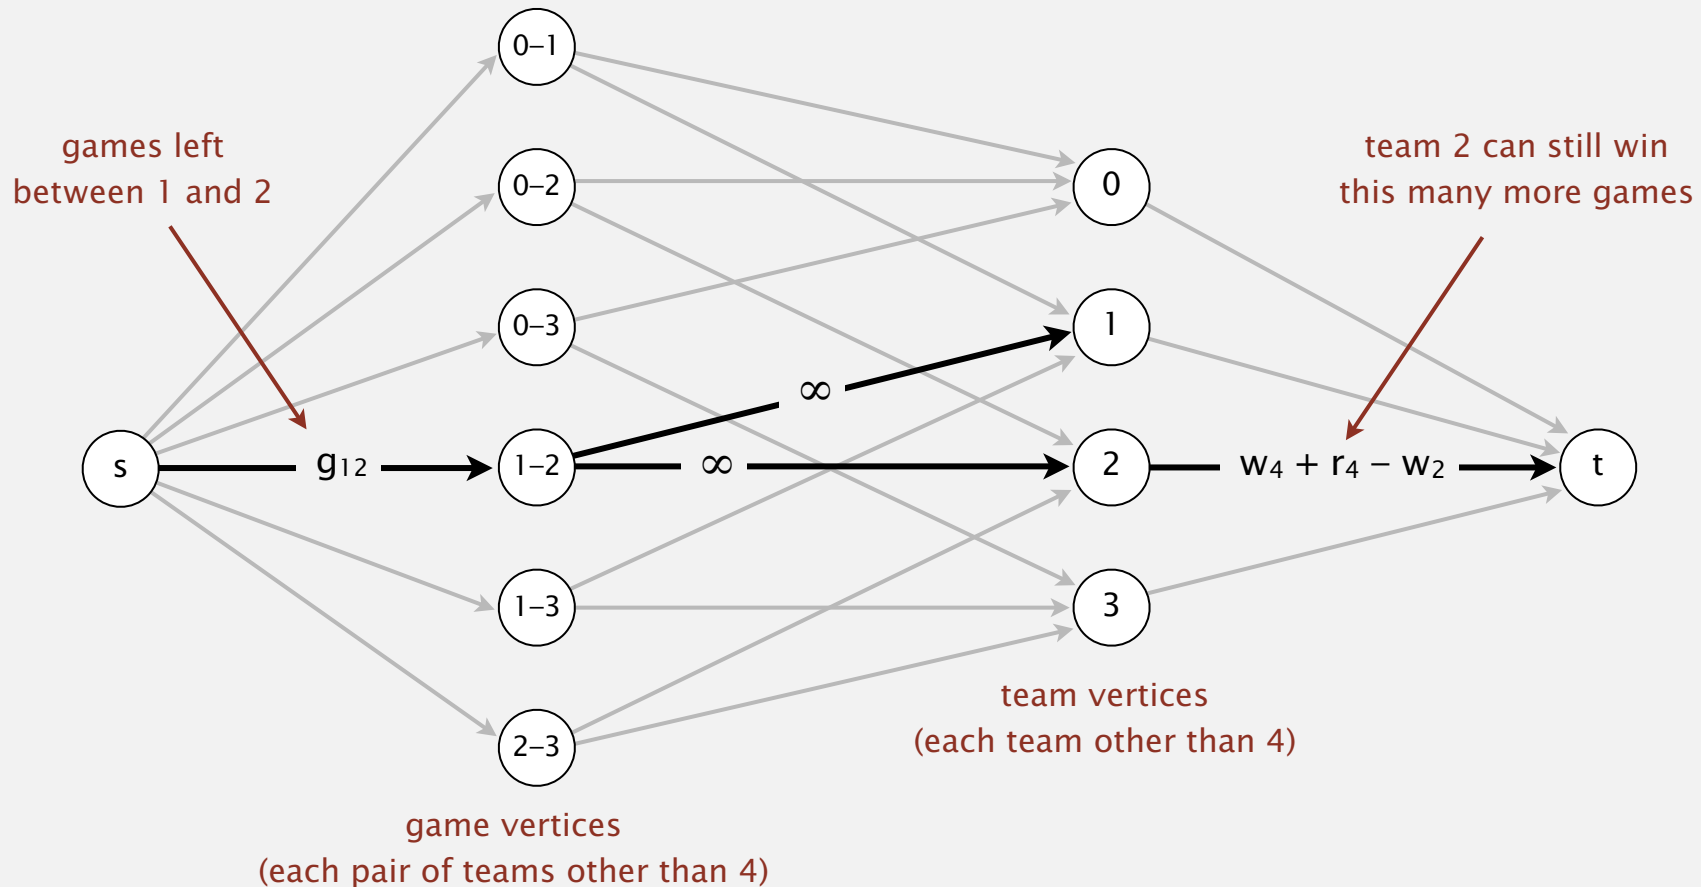 0–1
games left
between 1 and 2
team 2 can still win
this many more games
0–2
0
0–3
1
∞
s
g12
1–2
∞
2
w4 + r4 − w2
t
1–3
3
team vertices
(each team other than 4)
2–3
game vertices
(each pair of teams other than 4)